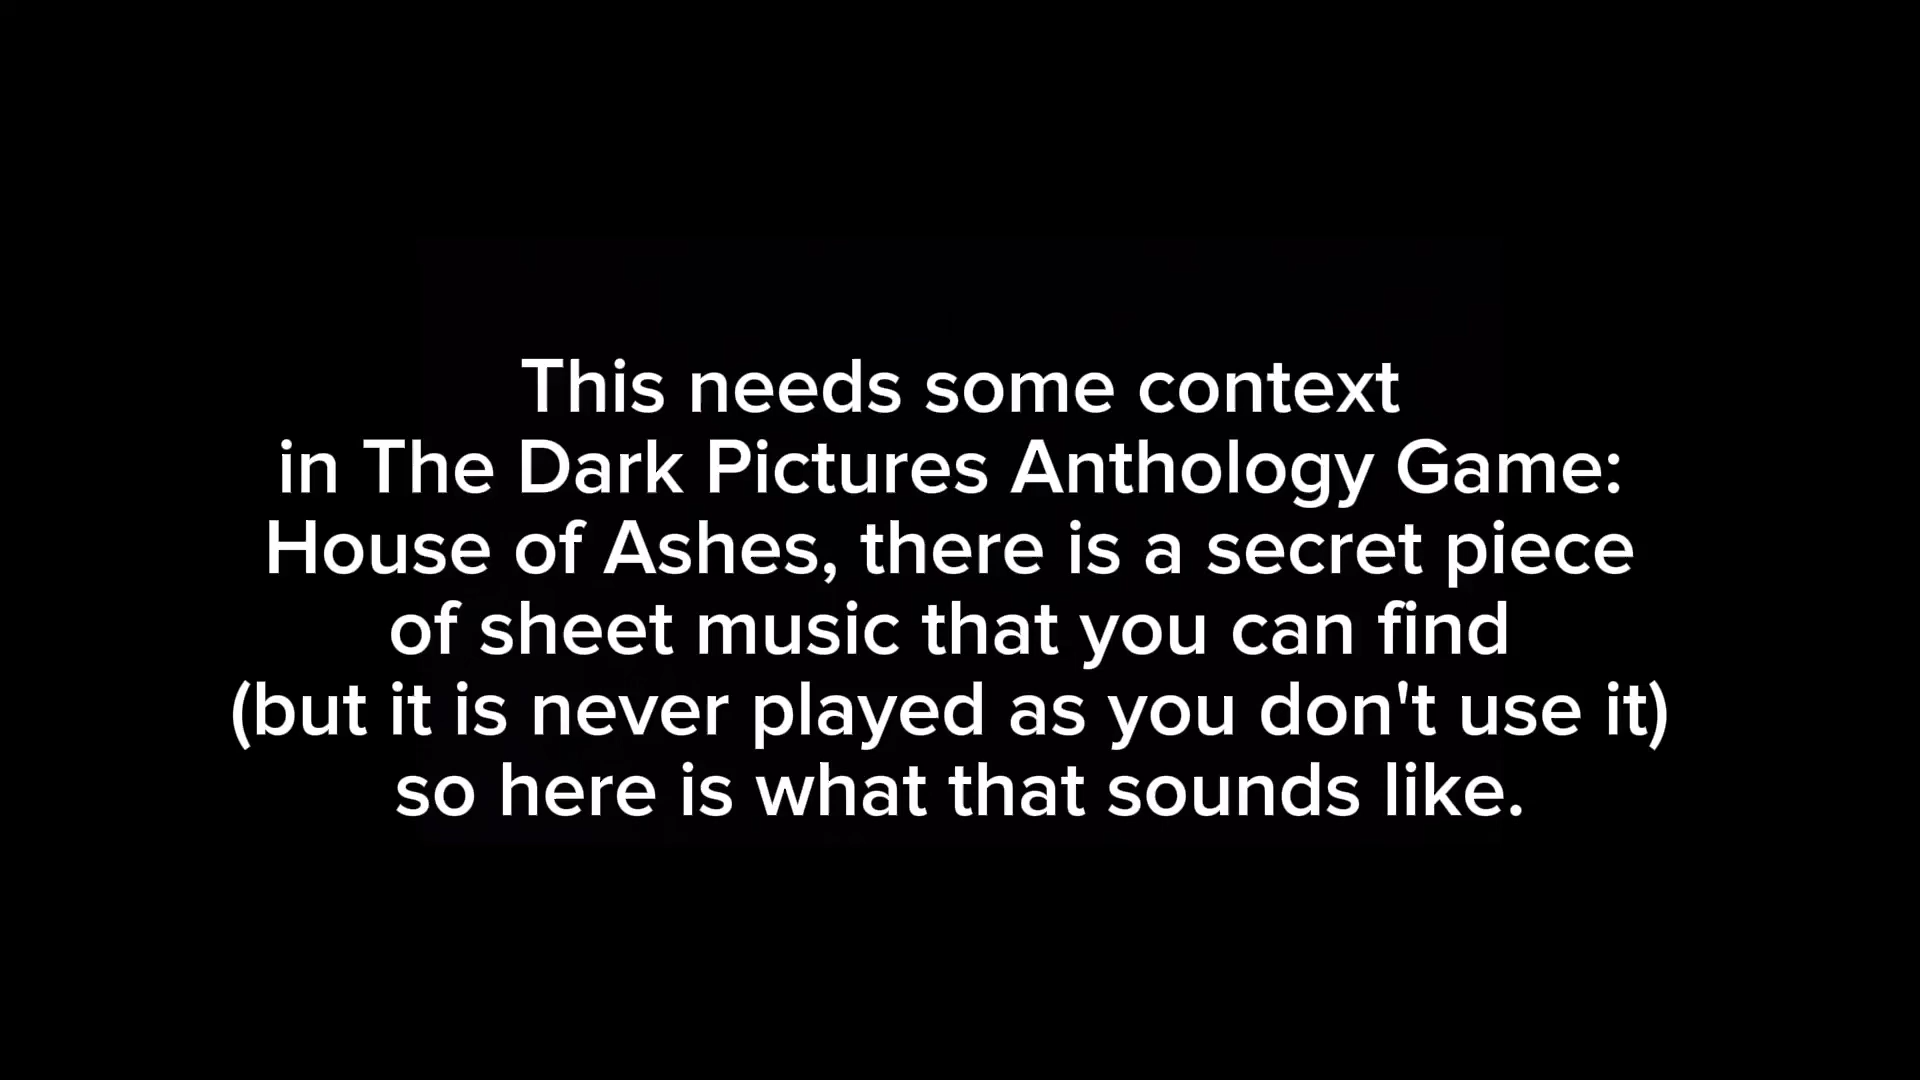 This needs some context
in The Dark Pictures Anthology Game:
House of Ashes, there is a secret piece
of sheet music that you can find
(but it is never played as you don't use it)
so here is what that sounds like.